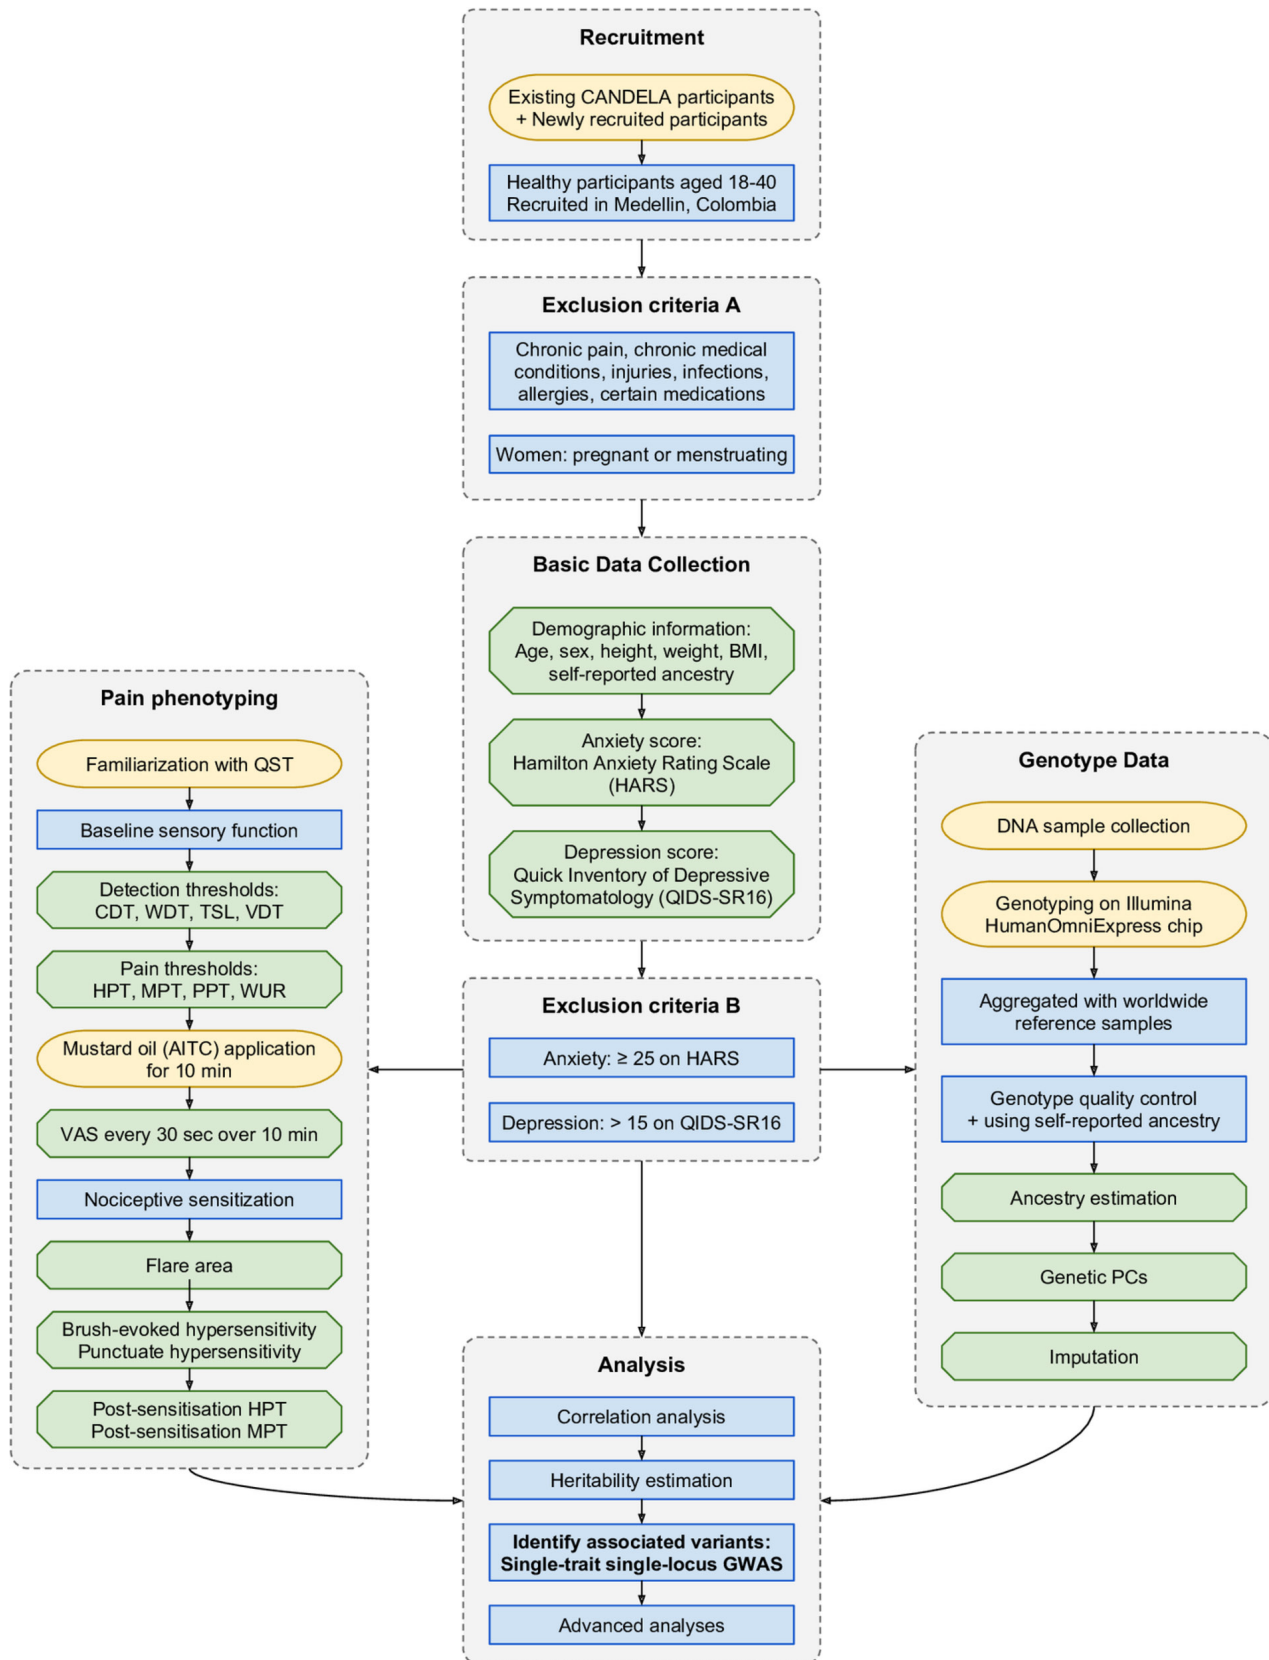 Recruitment
Existing CANDELA participants
+ Newly recruited participants
Healthy participants aged 18-40
Recruited in Medellin, Colombia
Exclusion criteria A
Chronic pain, chronic medical
conditions, injuries, infections,
allergies, certain medications
Women: pregnant or menstruating
Basic Data Collection
Demographic information:
Age, sex, height, weight, BMI,
self-reported ancestry
Anxiety score:
Hamilton Anxiety Rating Scale
(HARS)
Depression score:
Quick Inventory of Depressive
Symptomatology (QIDS-SR16)
Exclusion criteria B
Anxiety: ≥ 25 on HARS
Depression: > 15 on QIDS-SR16
Pain phenotyping
Familiarization with QST
Baseline sensory function
Detection thresholds:
CDT, WDT, TSL, VDT
Pain thresholds:
HPT, MPT, PPT, WUR
Mustard oil (AITC) application
for 10 min
VAS every 30 sec over 10 min
Nociceptive sensitization
Flare area
Brush-evoked hypersensitivity
Punctuate hypersensitivity
Post-sensitisation HPT
Post-sensitisation MPT
Genotype Data
DNA sample collection
Genotyping on Illumina
HumanOmniExpress chip
Aggregated with worldwide
reference samples
Genotype quality control
+ using self-reported ancestry
Ancestry estimation
Genetic PCs
Imputation
Analysis
Correlation analysis
Heritability estimation
Identify associated variants:
Single-trait single-locus GWAS
Advanced analyses